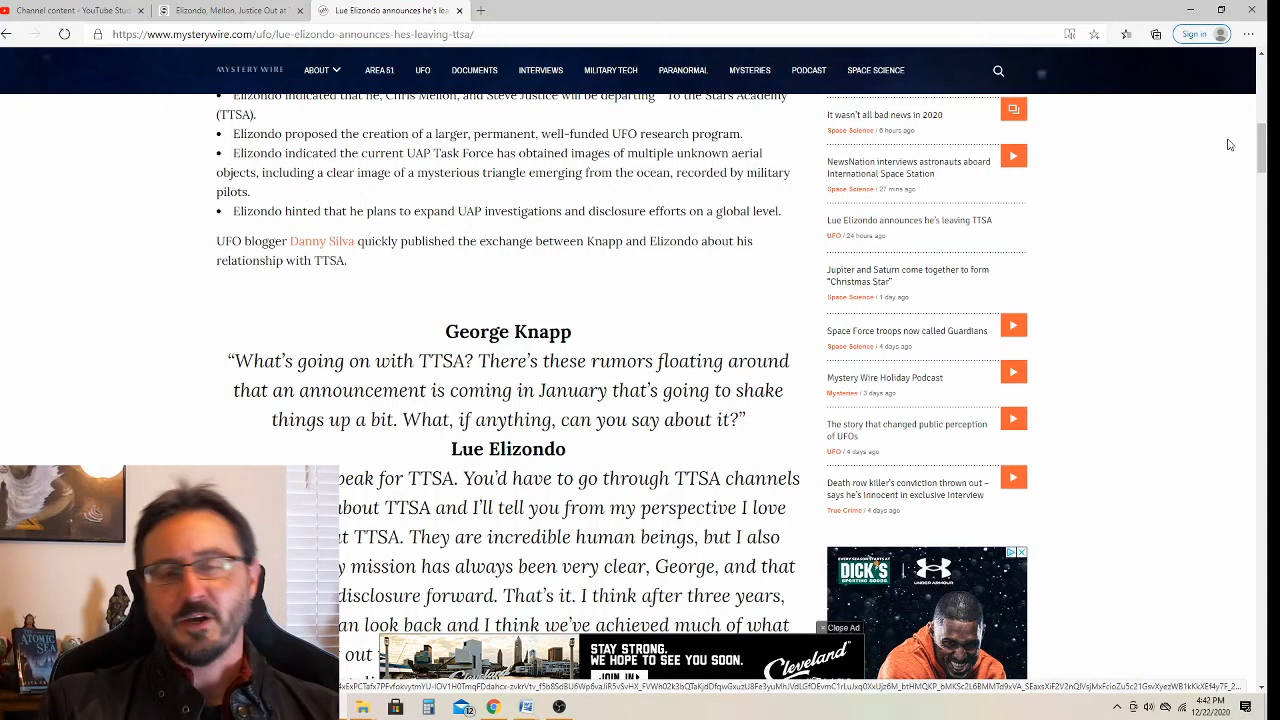 Channel content - YouTube Stud
Elizondo, Mellon, Justice Out at T
Lue Elizondo announces he's lea
https://www.mysterywire.com/ufo/lue-elizondo-announces-hes-leaving-ttsa/
Sign in
MYSTERY WIRE
ABOUT
AREA 51
UFO
DOCUMENTS
INTERVIEWS
MILITARY TECH
PARANORMAL
MYSTERIES
PODCAST
SPACE SCIENCE
Elizondo indicated that he, Chris Mellon, and Steve Justice will be departing To the Stars Academy
(TTSA).
• Elizondo proposed the creation of a larger, permanent, well-funded UFO research program.
• Elizondo indicated the current UAP Task Force has obtained images of multiple unknown aerial
objects, including a clear image of a mysterious triangle emerging from the ocean, recorded by military
pilots.
• Elizondo hinted that he plans to expand UAP investigations and disclosure efforts on a global level.
UFO blogger Danny Silva quickly published the exchange between Knapp and Elizondo about his
relationship with TTSA.
George Knapp
“What’s going on with TTSA? There’s these rumors floating around
that an announcement is coming in January that’s going to shake
things up a bit. What, if anything, can you say about it?”
Lue Elizondo
peak for TTSA. You’d have to go through TTSA channels
bout TTSA and I’ll tell you from my perspective I love
t TTSA. They are incredible human beings, but I also
y mission has always been very clear, George, and that
disclosure forward. That’s it. I think after three years,
an look back and I think we’ve achieved much of what
out
It wasn't all bad news in 2020
Space Science / 6 hours ago
NewsNation interviews astronauts aboard
International Space Station
Space Science / 27 mins ago
Lue Elizondo announces he's leaving TTSA
UFO / 24 hours ago
Jupiter and Saturn come together to form
“Christmas Star”
Space Science / 1 day ago
Space Force troops now called Guardians
Space Science / 4 days ago
Mystery Wire Holiday Podcast
Mysteries / 3 days ago
The story that changed public perception
of UFOs
UFO / 4 days ago
Death row killer's conviction thrown out –
says he's innocent in exclusive interview
True Crime / 4 days ago
EVERY SEASON STARTS AT
DICK'S
SPORTING GOODS
UNDER ARMOUR
Close Ad
STAY STRONG.
WE HOPE TO SEE YOU SOON.
JOIN IN
Cleveland
ATOMIC
SEA
12
4:42 PM
12/22/2020